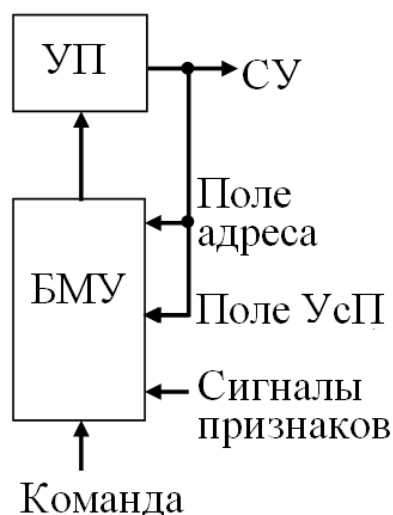 УП
СУ
Поле
адреса
БМУ
Поле УсП
Сигналы
признаков
Команда